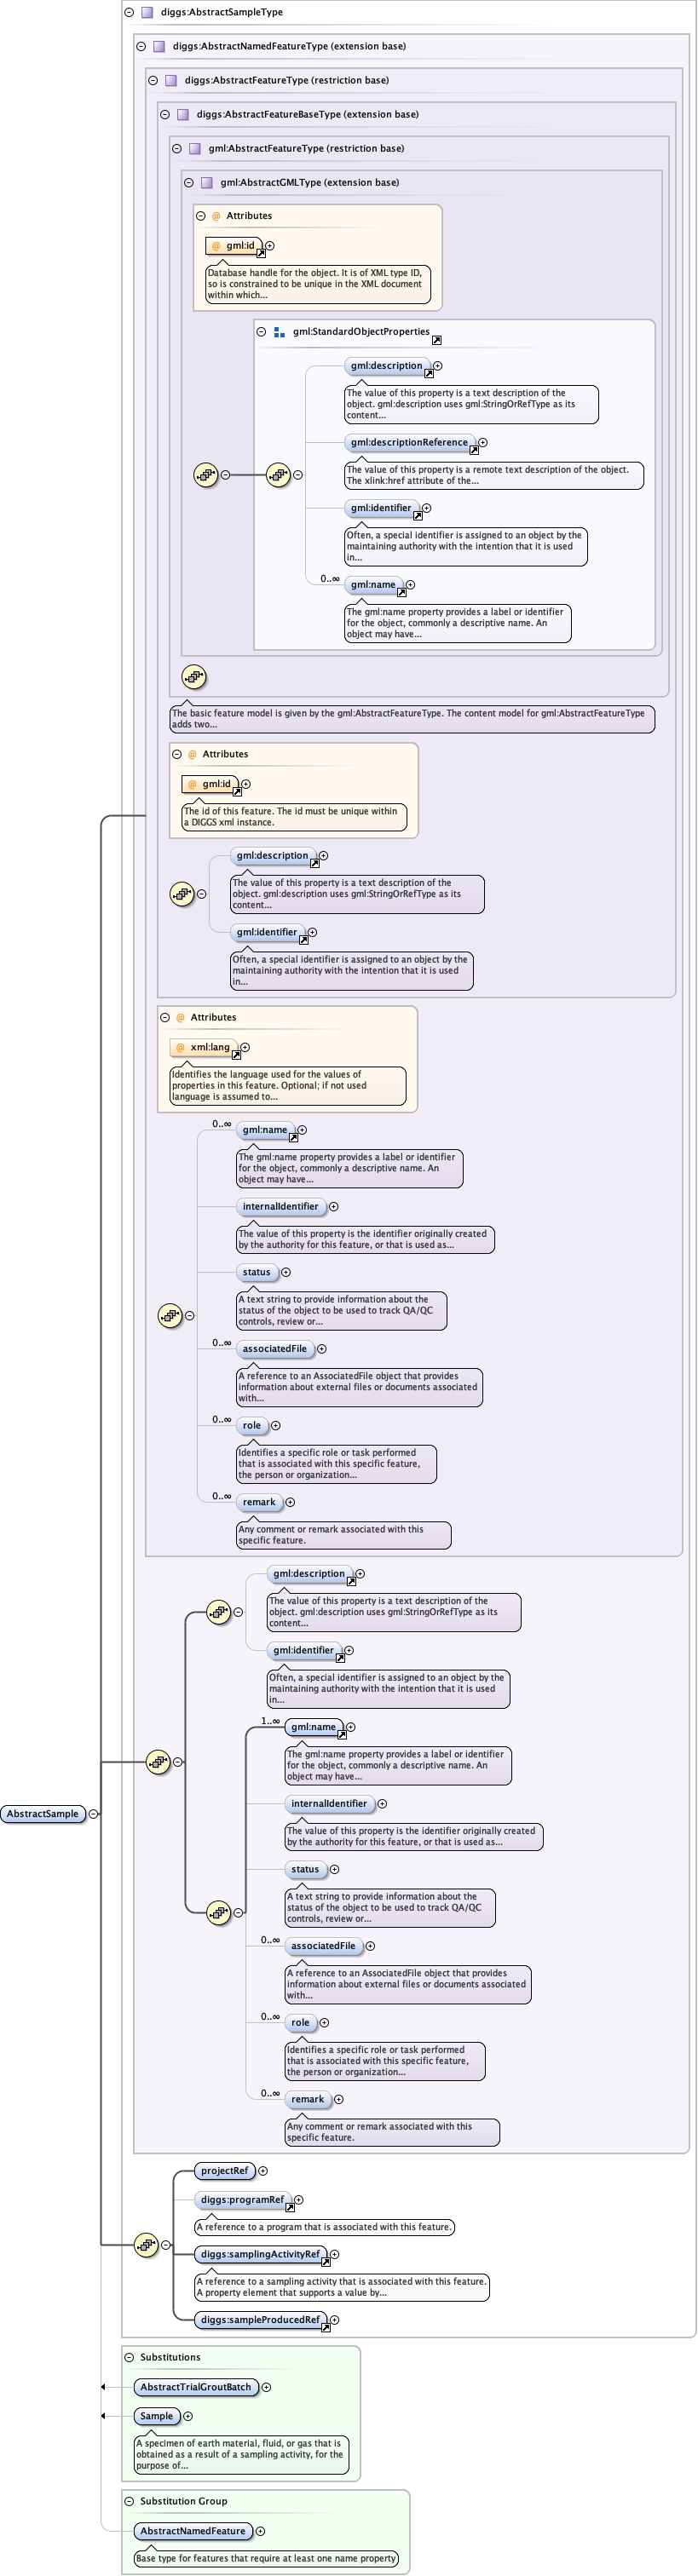 diggs:AbstractSampleType
diggs:AbstractNamedFeatureType (extension base)
diggs:AbstractFeatureType (restriction base)
diggs:AbstractFeatureBaseType (extension base)
gml:AbstractFeatureType (restriction base)
gml:AbstractGMLType (extension base)
@ Attributes
@ gml:id
Database handle for the object. It is of XML type ID,
so is constrained to be unique in the XML document
within which...
gml:StandardObjectProperties
gml:description
The value of this property is a text description of the
object. gml:description uses gml:StringOrRefType as its
content...
gml:descriptionReference
The value of this property is a remote text description of the object.
The xlink:href attribute of the...
gml:identifier
Often, a special identifier is assigned to an object by the
maintaining authority with the intention that it is used
in...
0..∞
gml:name
The gml:name property provides a label or identifier
for the object, commonly a descriptive name. An
object may have...
The basic feature model is given by the gml:AbstractFeatureType. The content model for gml:AbstractFeatureType
adds two...
@ Attributes
@ gml:id
The id of this feature. The id must be unique within
a DIGGS xml instance.
gml:description
The value of this property is a text description of the
object. gml:description uses gml:StringOrRefType as its
content...
gml:identifier
Often, a special identifier is assigned to an object by the
maintaining authority with the intention that it is used
in...
@ Attributes
@ xml:lang
Identifies the language used for the values of
properties in this feature. Optional; if not used
language is assumed to...
0..∞
gml:name
The gml:name property provides a label or identifier
for the object, commonly a descriptive name. An
object may have...
internalIdentifier
The value of this property is the identifier originally created
by the authority for this feature, or that is used as...
status
A text string to provide information about the
status of the object to be used to track QA/QC
controls, review or...
0..∞
associatedFile
A reference to an AssociatedFile object that provides
information about external files or documents associated
with...
0..∞
role
Identifies a specific role or task performed
that is associated with this specific feature,
the person or organization...
0..∞
remark
Any comment or remark associated with this
specific feature.
gml:description
The value of this property is a text description of the
object. gml:description uses gml:StringOrRefType as its
content...
gml:identifier
Often, a special identifier is assigned to an object by the
maintaining authority with the intention that it is used
in...
1..∞
gml:name
The gml:name property provides a label or identifier
for the object, commonly a descriptive name. An
object may have...
internalIdentifier
The value of this property is the identifier originally created
by the authority for this feature, or that is used as...
AbstractSample
status
A text string to provide information about the
status of the object to be used to track QA/QC
controls, review or...
0..∞
associatedFile
A reference to an AssociatedFile object that provides
information about external files or documents associated
with...
0..∞
role
Identifies a specific role or task performed
that is associated with this specific feature,
the person or organization...
0..∞
remark
Any comment or remark associated with this
specific feature.
projectRef
diggs:programRef
A reference to a program that is associated with this feature.
diggs:samplingActivityRef
A reference to a sampling activity that is associated with this feature.
A property element that supports a value by...
diggs:sampleProducedRef
Substitutions
AbstractTrialGroutBatch
Sample
A specimen of earth material, fluid, or gas that is
obtained as a result of a sampling activity, for the
purpose of...
Substitution Group
AbstractNamedFeature
Base type for features that require at least one name property